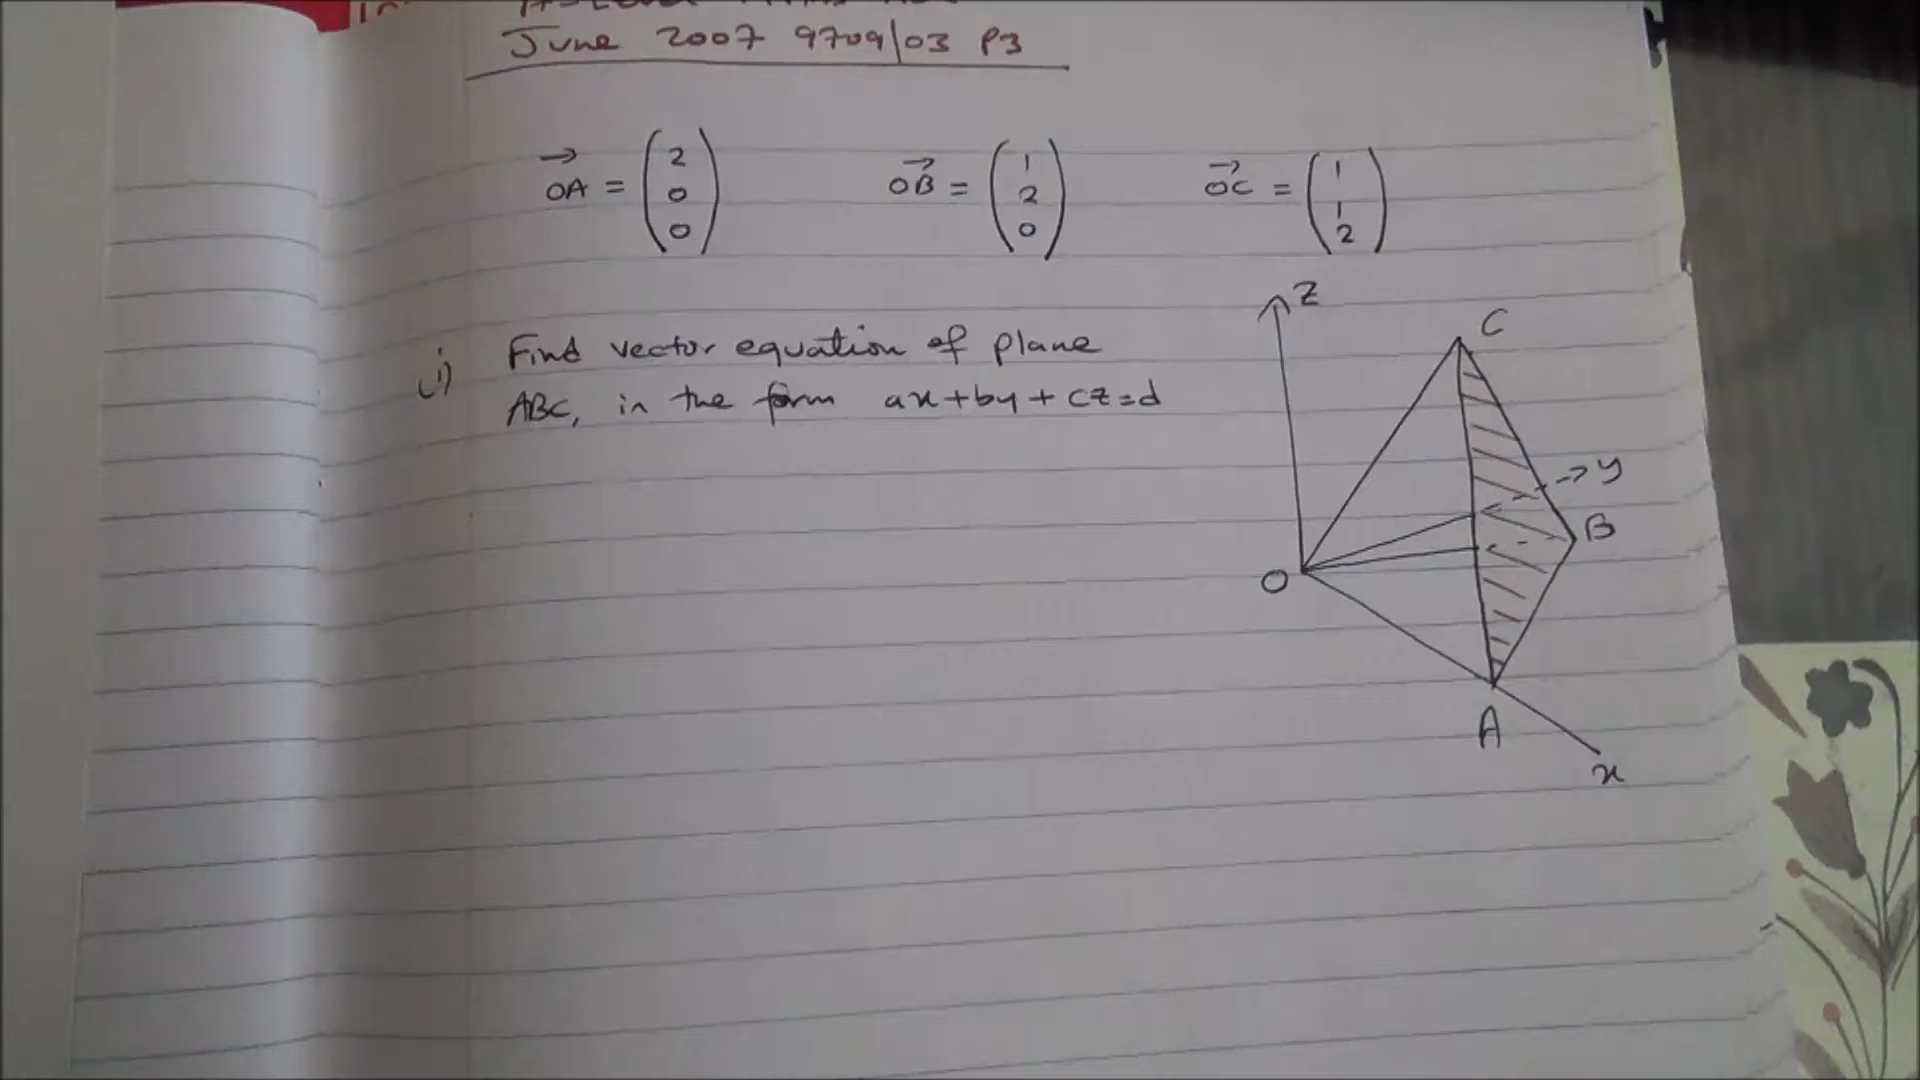 June 2007 9709/03 P3
→OA = (2 0 0) →OB = (1 2 0) →OC = (1 1 2)
(i) Find vector equation of plane
ABC, in the form ax+by+cz=d
z
C
y
B
O
A
x